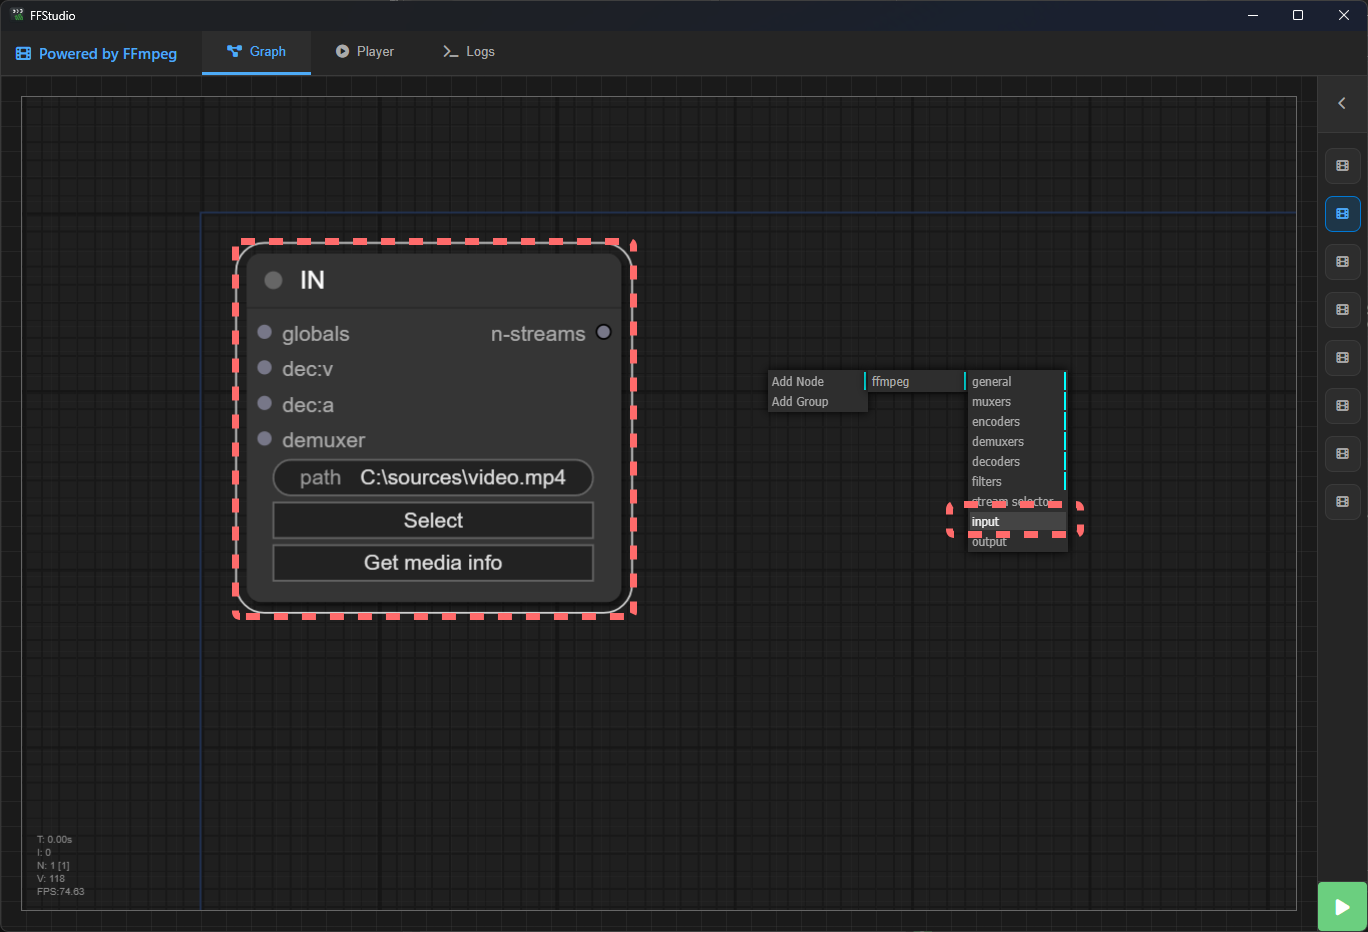 FFStudio
Powered by FFmpeg
Graph
Player
Logs
IN
globals
n-streams
dec:v
dec:a
demuxer
path C:\sources\video.mp4
Select
Get media info
Add Node
Add Group
ffmpeg
general
muxers
encoders
demuxers
decoders
filters
stream selector
input
output
T: 0.00s
I: 0
N: 1 [1]
V: 118
FPS:74.63